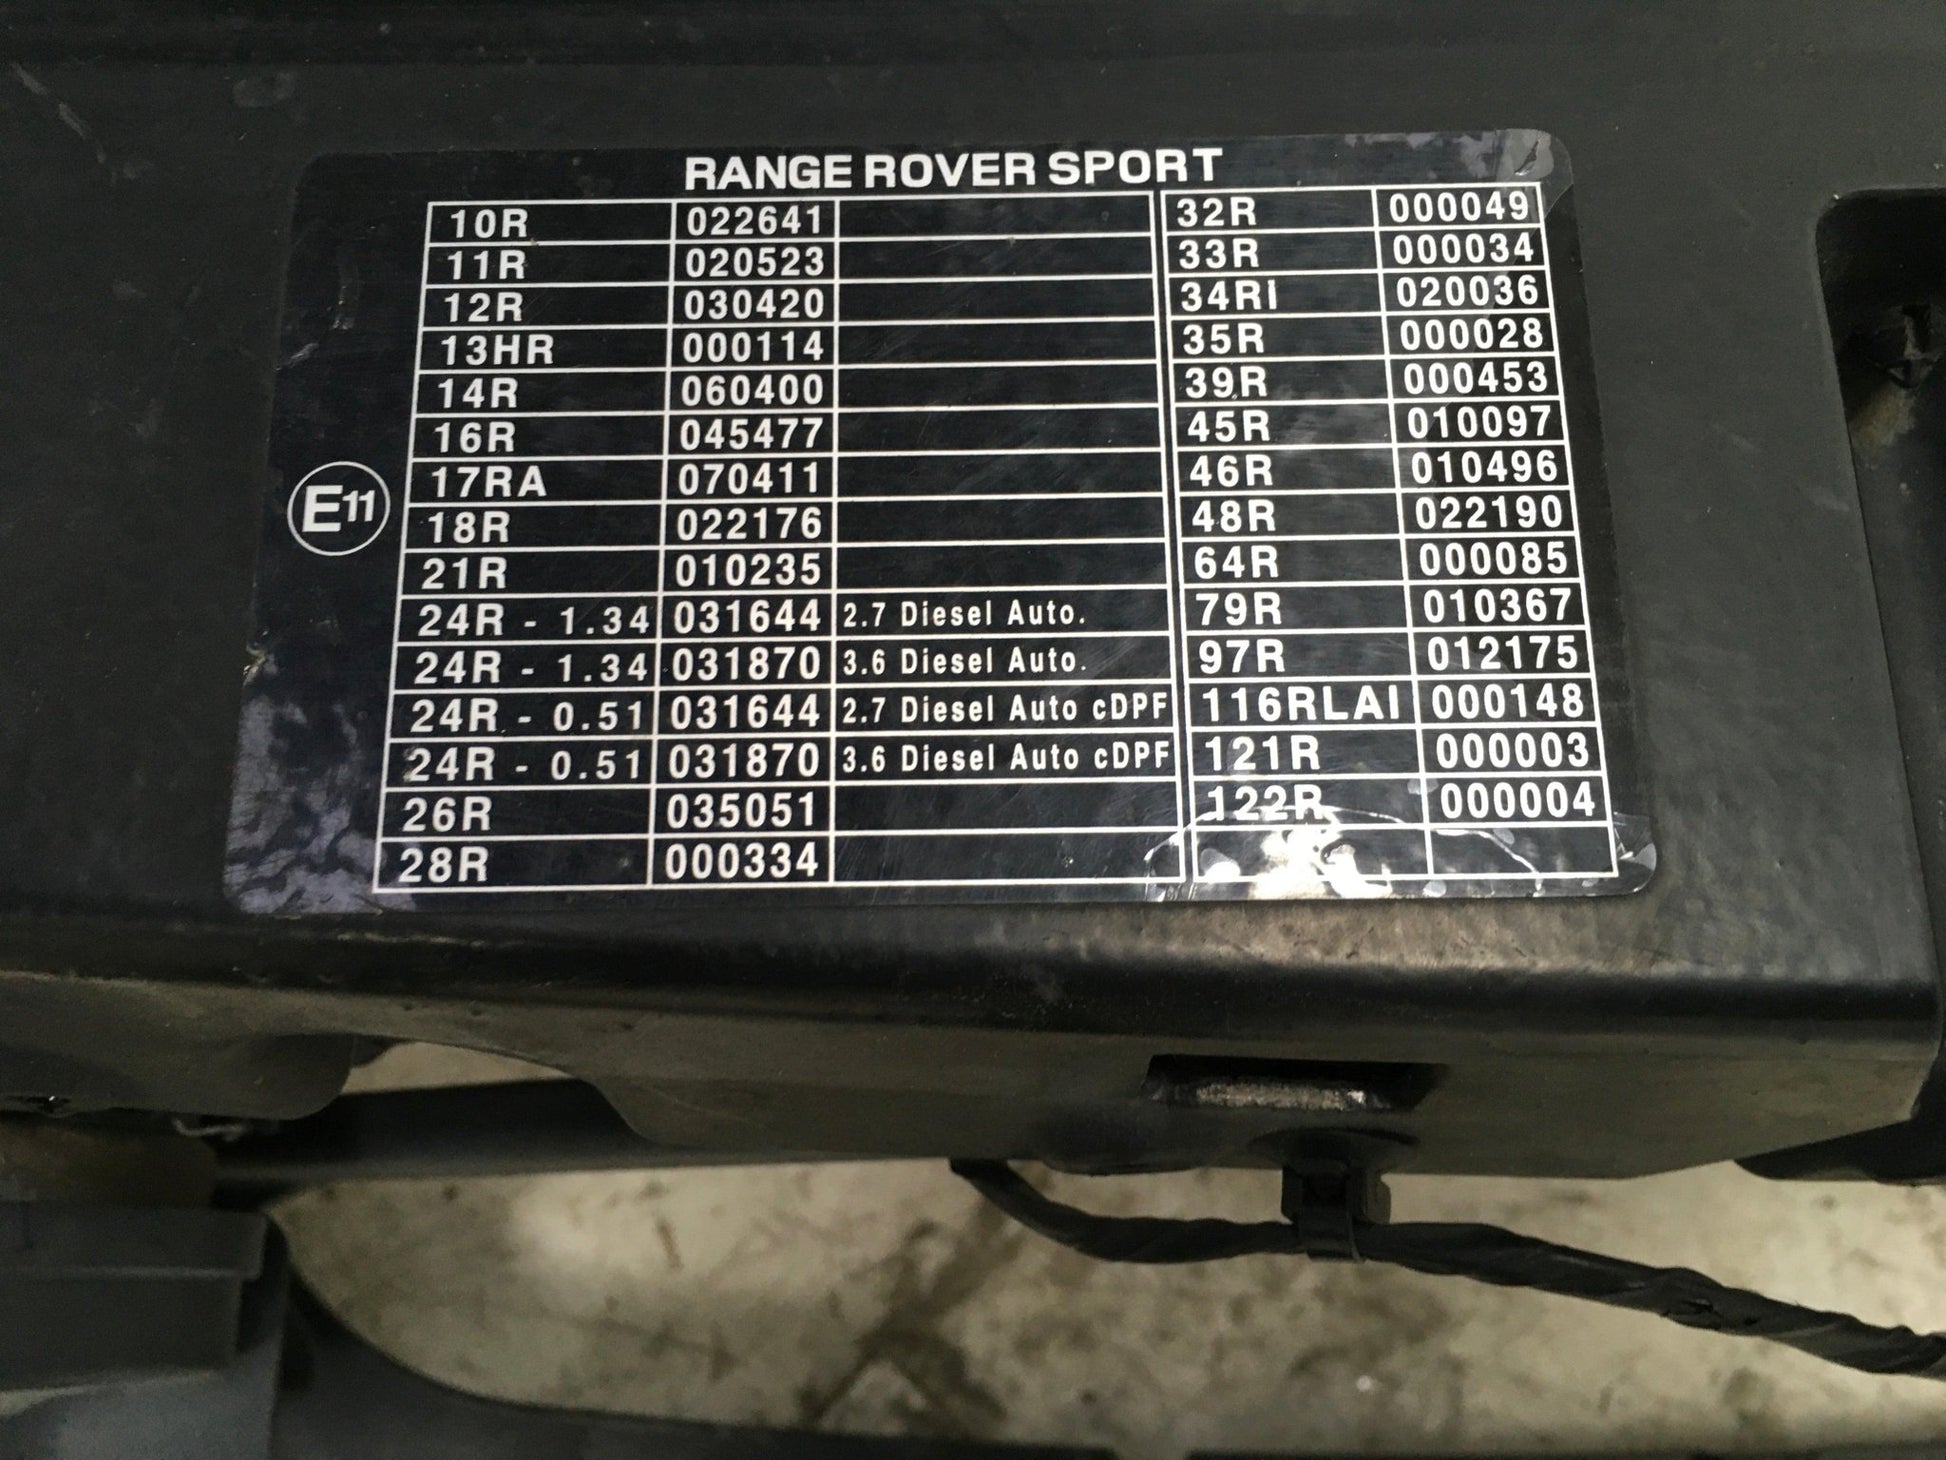 RANGE ROVER SPORT
10R 022641
11R 020523
12R 030420
13HR 000114
14R 060400
16R 045477
17RA 070411
18R 022176
21R 010235
24R - 1.34 031644 2.7 Diesel Auto.
24R - 1.34 031870 3.6 Diesel Auto.
24R - 0.51 031644 2.7 Diesel Auto cDPF
24R - 0.51 031870 3.6 Diesel Auto cDPF
26R 035051
28R 000334
32R 000049
33R 000034
34RI 020036
35R 000028
39R 000453
45R 010097
46R 010496
48R 022190
64R 000085
79R 010367
97R 012175
116RLAI 000148
121R 000003
122R 000004
E11